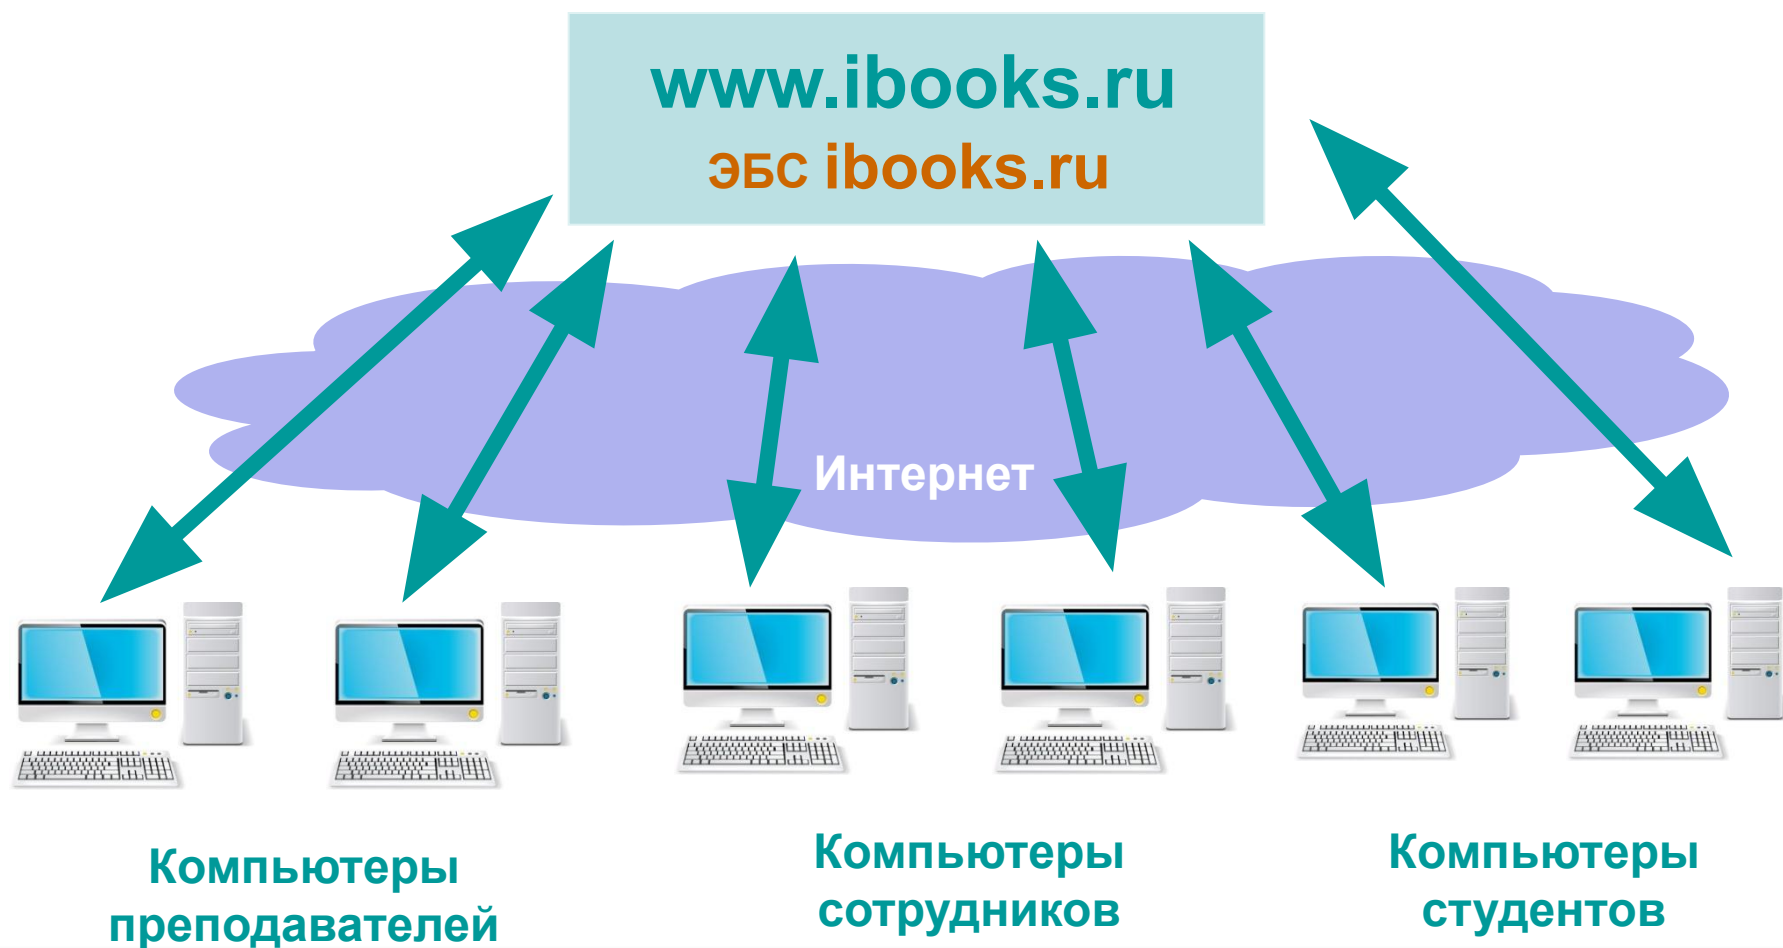 www.ibooks.ru
ЭБС ibooks.ru
Интернет
Компьютеры
преподавателей
Компьютеры
сотрудников
Компьютеры
студентов